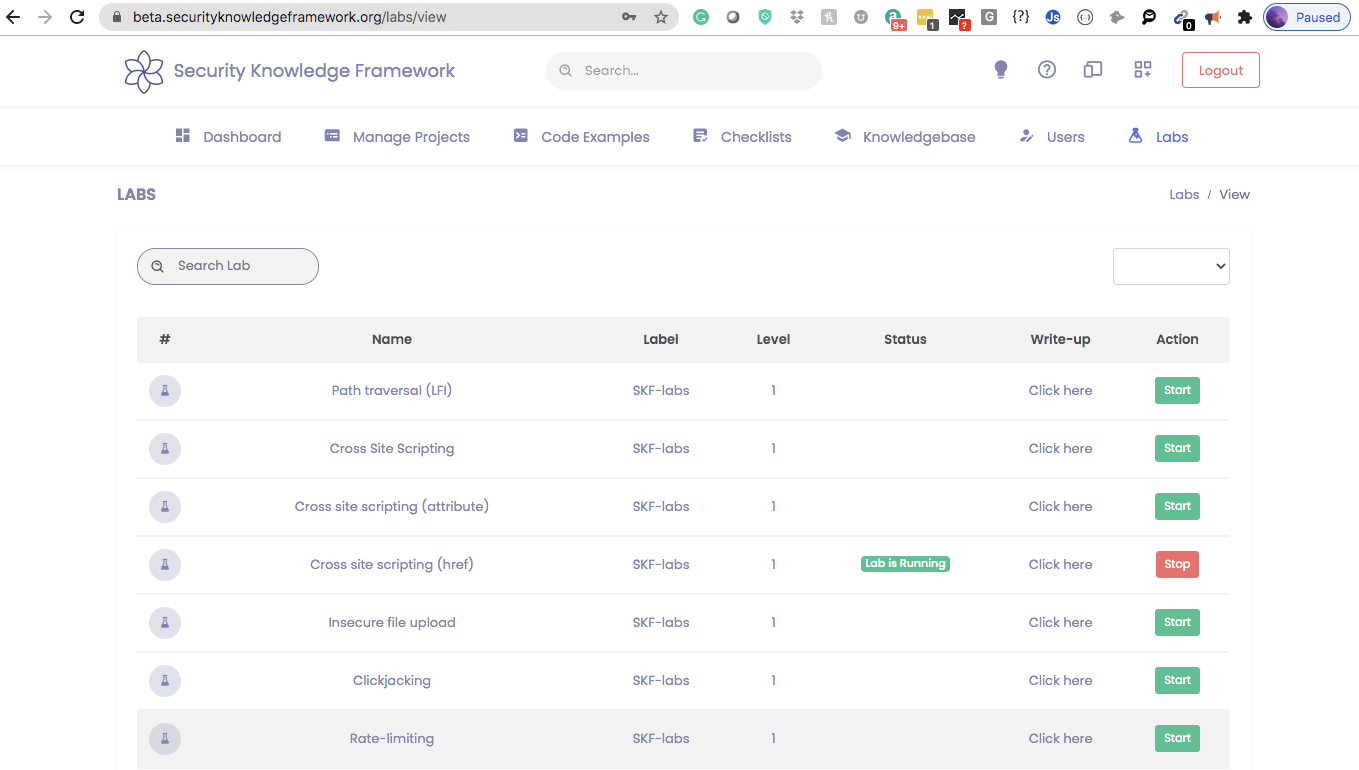 beta.securityknowledgeframework.org/labs/view
9+ 1 ? G {?} Js 0 Paused
Security Knowledge Framework Search... Logout
Dashboard Manage Projects Code Examples Checklists Knowledgebase Users Labs
LABS Labs / View
Search Lab
# Name Label Level Status Write-up Action
Path traversal (LFI) SKF-labs 1 Click here Start
Cross Site Scripting SKF-labs 1 Click here Start
Cross site scripting (attribute) SKF-labs 1 Click here Start
Cross site scripting (href) SKF-labs 1 Lab is Running Click here Stop
Insecure file upload SKF-labs 1 Click here Start
Clickjacking SKF-labs 1 Click here Start
Rate-limiting SKF-labs 1 Click here Start